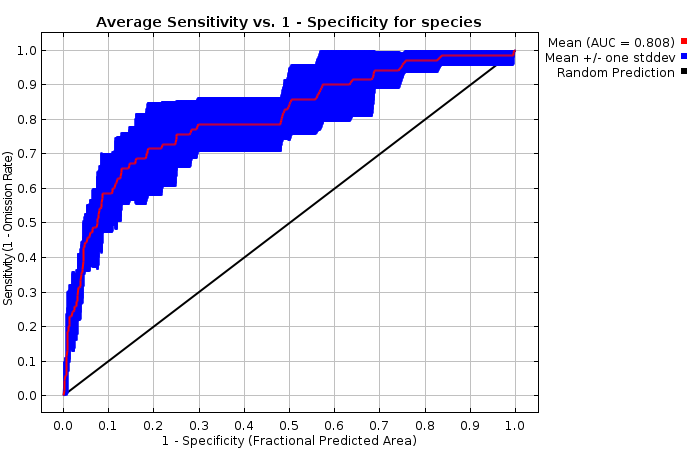 Average Sensitivity vs. 1 - Specificity for species
Mean (AUC = 0.808)
Mean +/- one stddev
Random Prediction
Sensitivity (1 - Omission Rate)
1.0
0.9
0.8
0.7
0.6
0.5
0.4
0.3
0.2
0.1
0.0
0.0 0.1 0.2 0.3 0.4 0.5 0.6 0.7 0.8 0.9 1.0
1 - Specificity (Fractional Predicted Area)